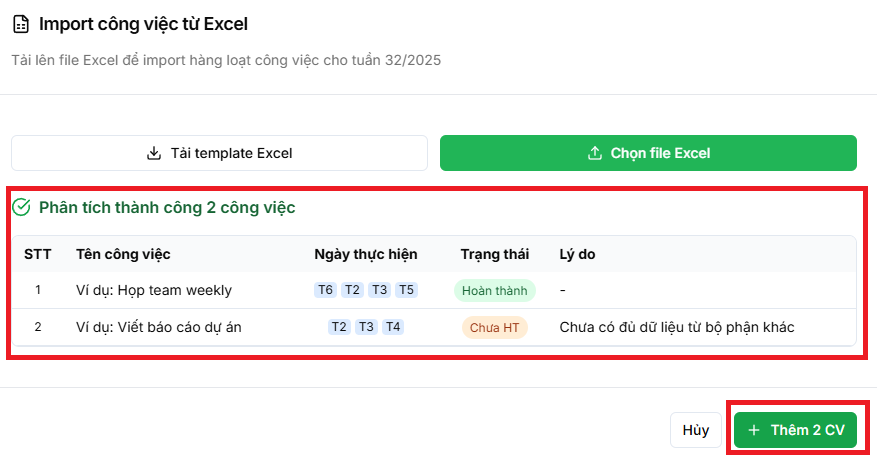 Import công việc từ Excel
Tải lên file Excel để import hàng loạt công việc cho tuần 32/2025
Tải template Excel
Chọn file Excel
Phân tích thành công 2 công việc
STT Tên công việc Ngày thực hiện Trạng thái Lý do
1 Ví dụ: Họp team weekly T6 T2 T3 T5 Hoàn thành -
2 Ví dụ: Viết báo cáo dự án T2 T3 T4 Chưa HT Chưa có đủ dữ liệu từ bộ phận khác
Hủy
+ Thêm 2 CV